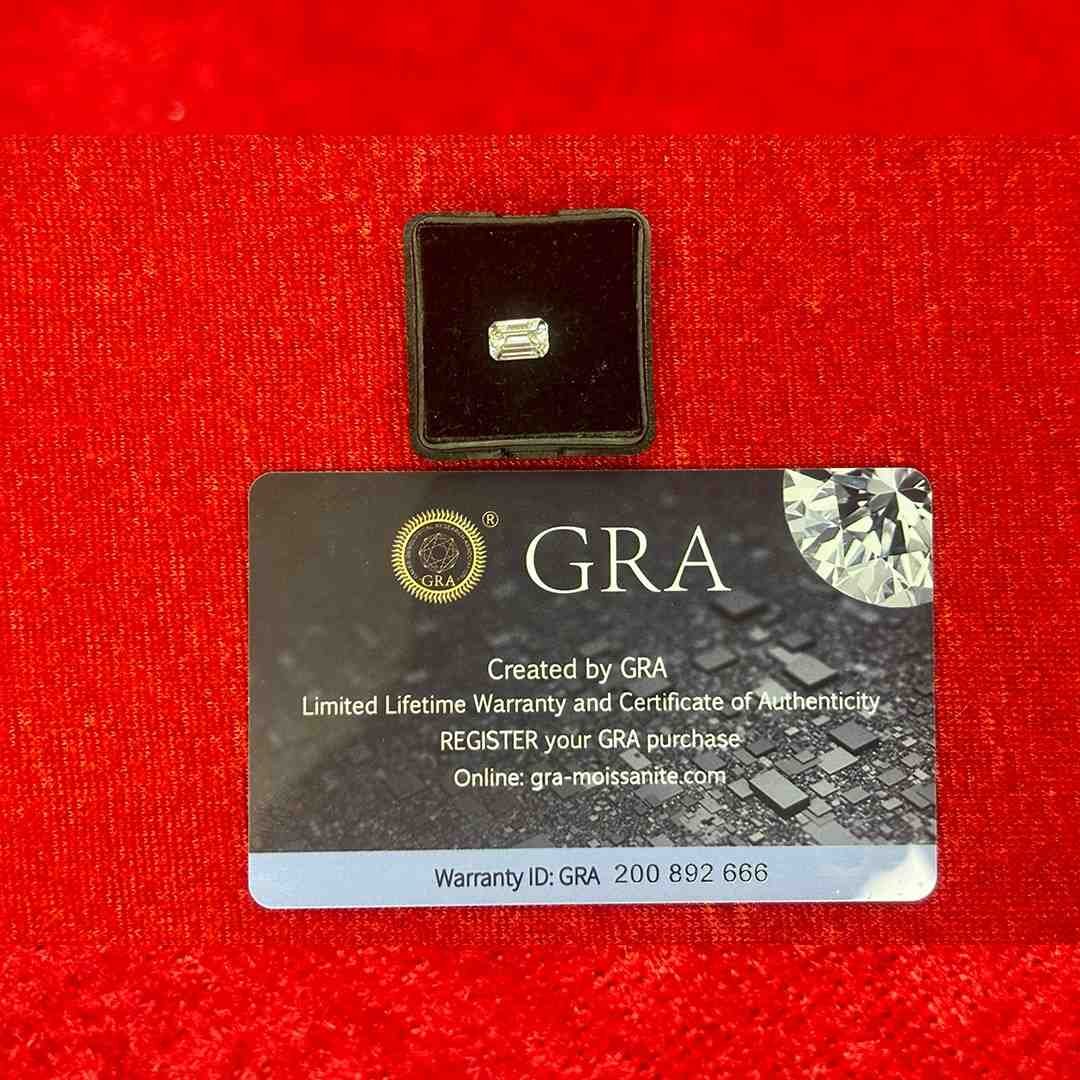 ®
GRA
GRA
Created by GRA
Limited Lifetime Warranty and Certificate of Authenticity
REGISTER your GRA purchase
Online: gra-moissanite.com
Warranty ID: GRA 200 892 666